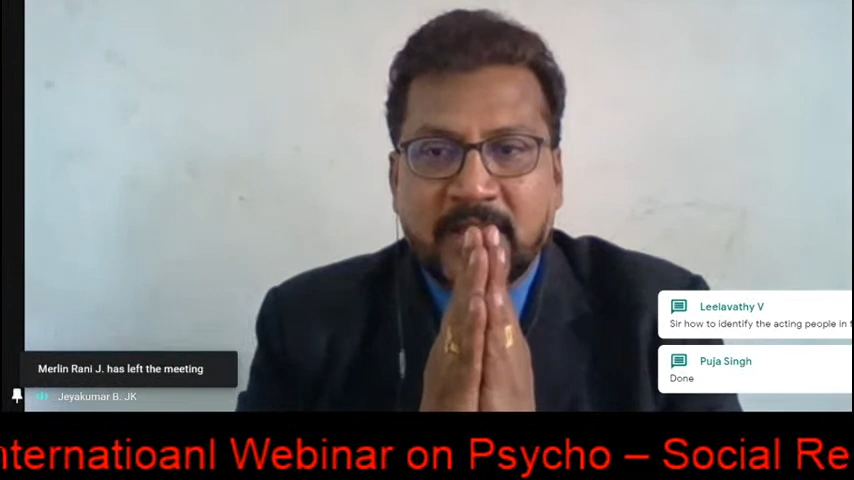 Leelavathy V
Sir how to identify the acting people in
Puja Singh
Done
Merlin Rani J. has left the meeting
Jeyakumar B. JK
nternatioanl Webinar on Psycho – Social Re